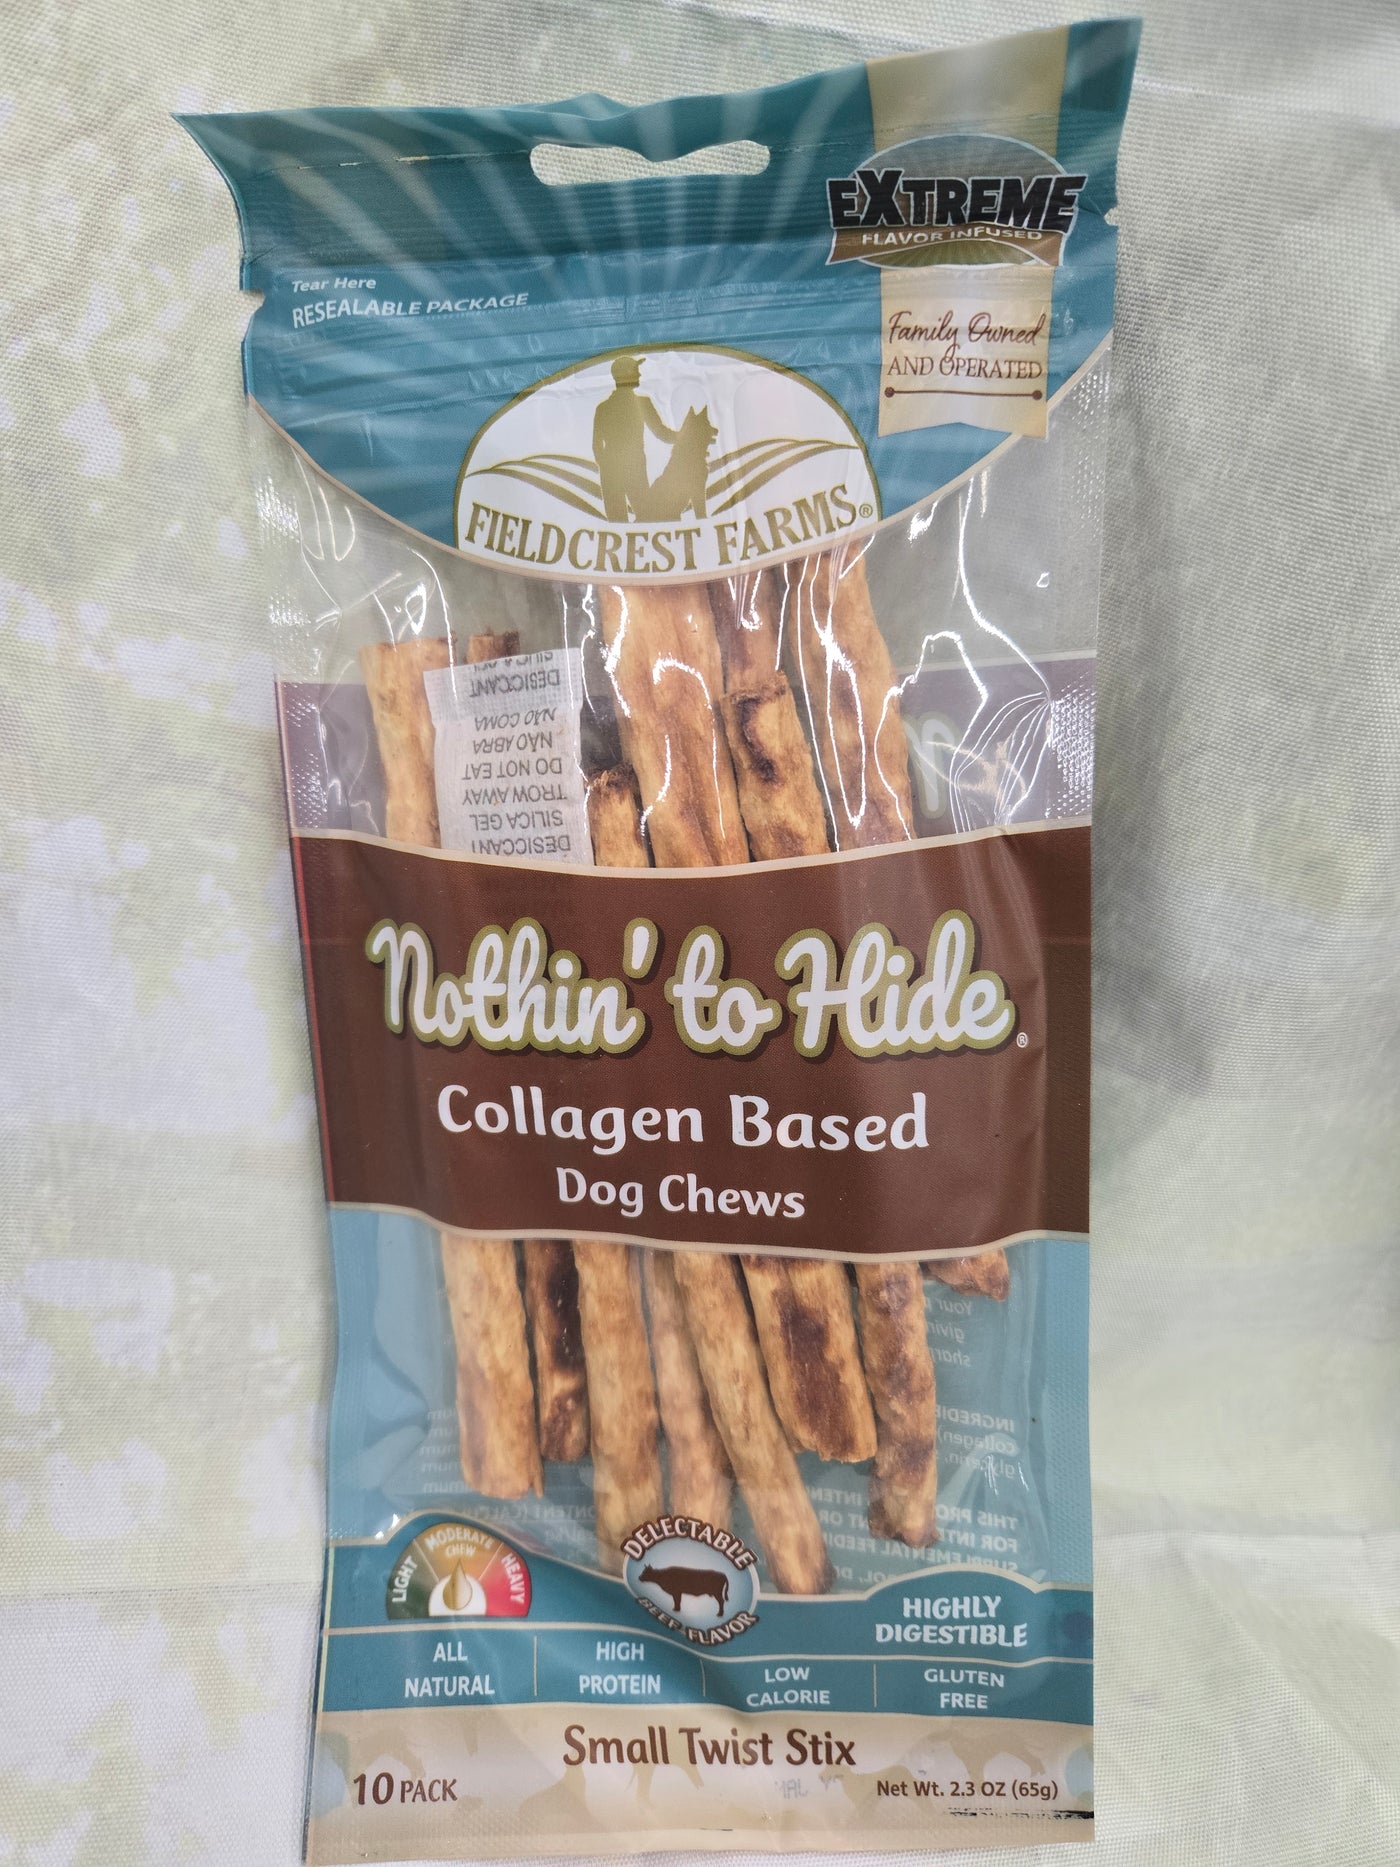 EXTREME
FLAVOR INFUSED
Tear Here
RESEALABLE PACKAGE
Family Owned
AND OPERATED
FIELDCREST FARMS®
DESICCANT
NÃO COMA
NÃO ABRA
DO NOT EAT
TROW AWAY
SILICA GEL
DESICCANT
Nothin' to Hide®
Collagen Based
Dog Chews
LIGHT
MODERATE
CHEW
HEAVY
DELECTABLE
BEEF FLAVOR
HIGHLY
DIGESTIBLE
ALL
NATURAL
HIGH
PROTEIN
LOW
CALORIE
GLUTEN
FREE
Small Twist Stix
10 PACK
Net Wt. 2.3 OZ (65g)